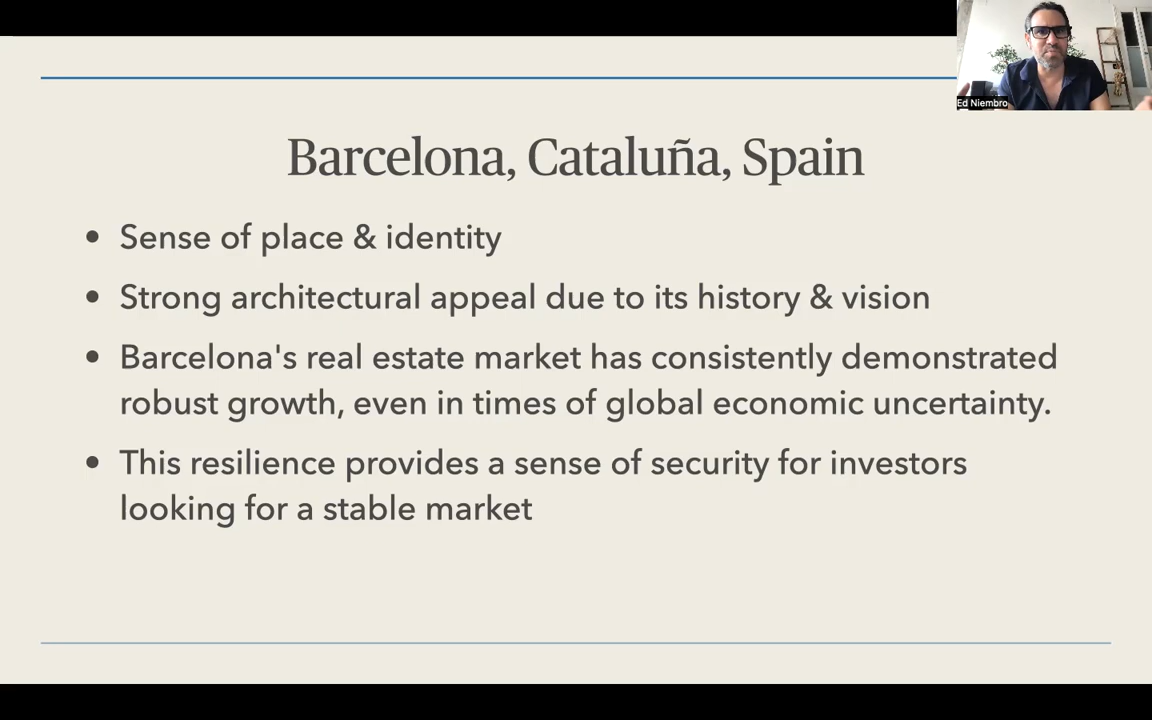 Ed Niembro
Barcelona, Cataluña, Spain
• Sense of place & identity
• Strong architectural appeal due to its history & vision
• Barcelona's real estate market has consistently demonstrated
robust growth, even in times of global economic uncertainty.
• This resilience provides a sense of security for investors
looking for a stable market